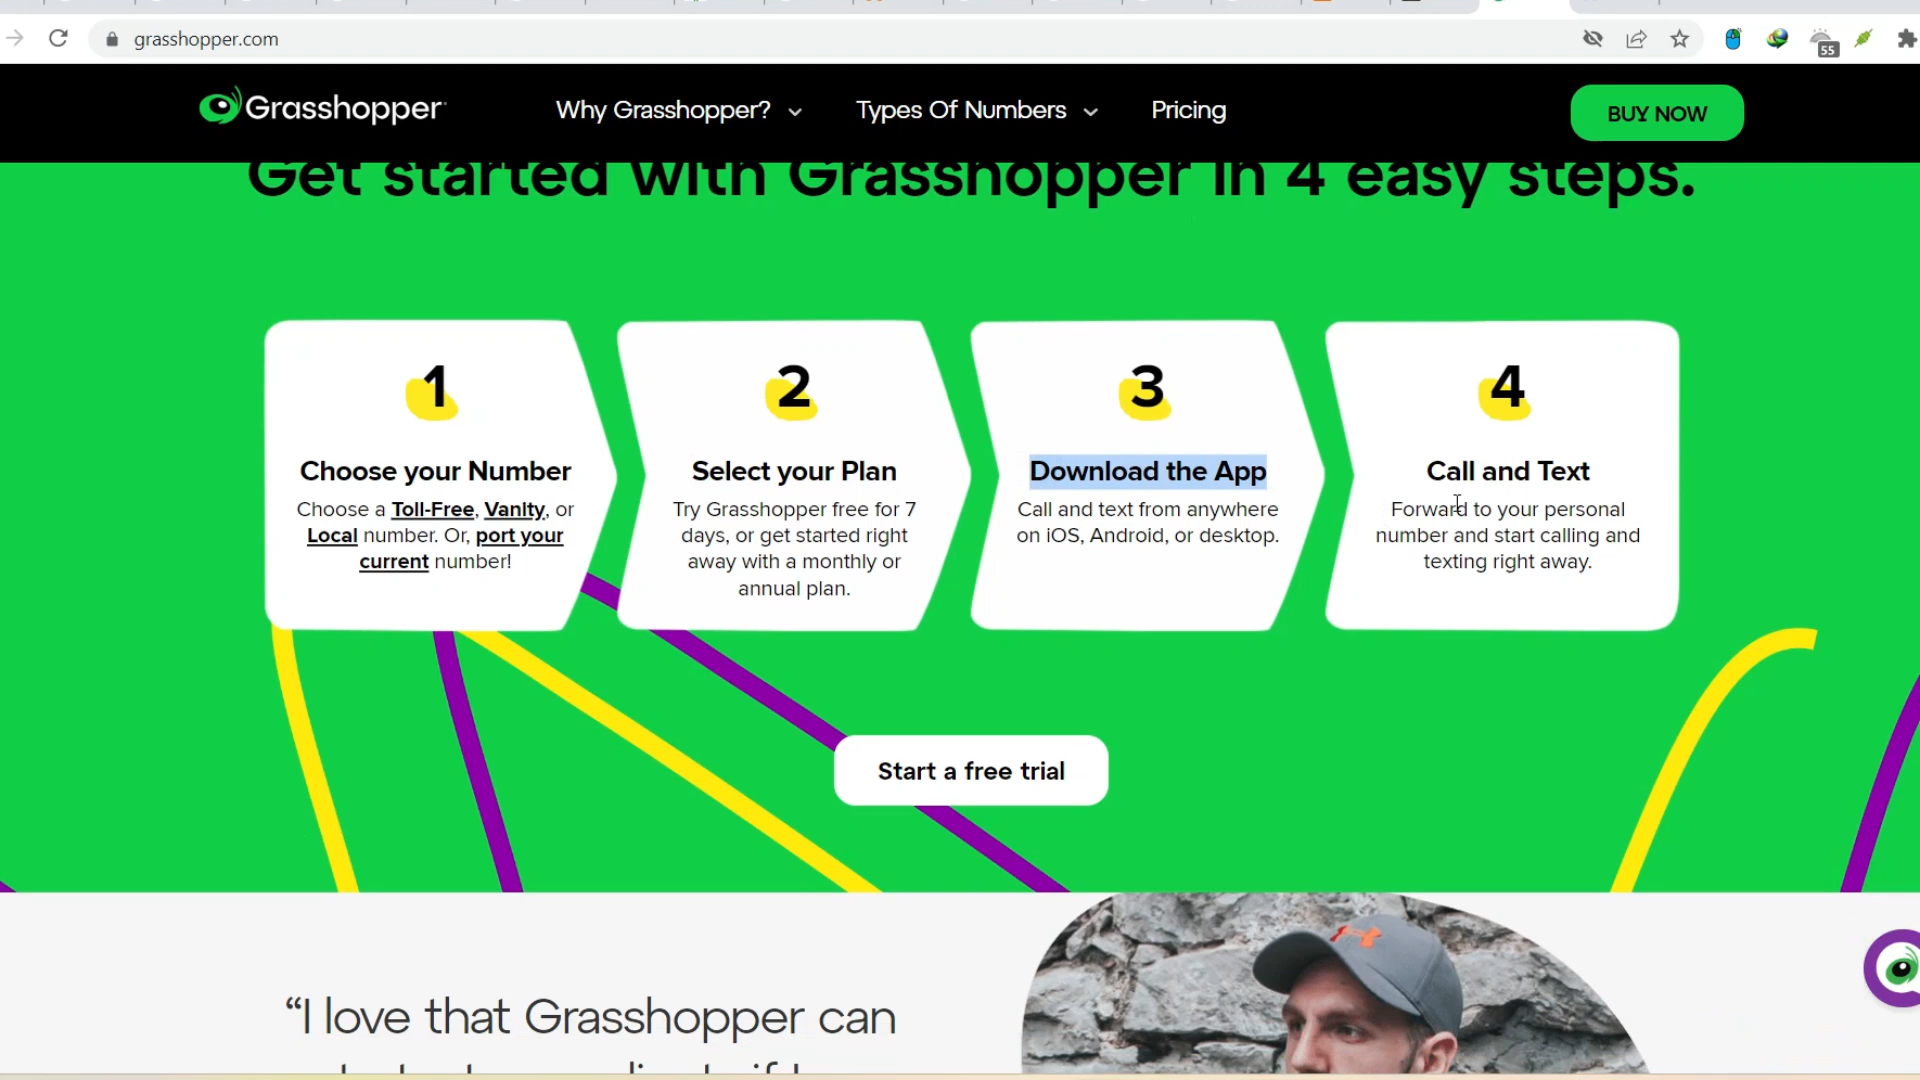 grasshopper.com
55
Grasshopper
Why Grasshopper?
Types Of Numbers
Pricing
BUY NOW
Get started with Grasshopper in 4 easy steps.
1
Choose your Number
Choose a Toll-Free, Vanity, or
Local number. Or, port your
current number!
2
Select your Plan
Try Grasshopper free for 7
days, or get started right
away with a monthly or
annual plan.
3
Download the App
Call and text from anywhere
on iOS, Android, or desktop.
4
Call and Text
Forward to your personal
number and start calling and
texting right away.
Start a free trial
“I love that Grasshopper can